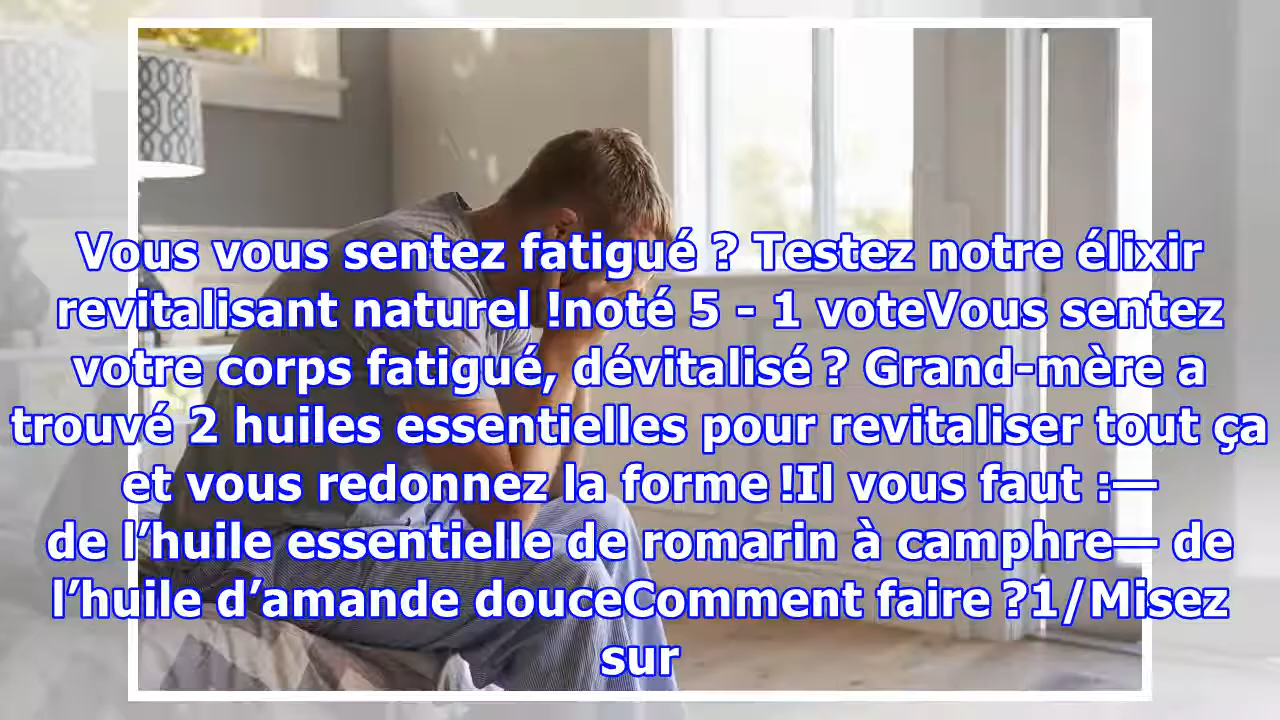 Vous vous sentez fatigué ? Testez notre élixir
revitalisant naturel !noté 5 - 1 voteVous sentez
votre corps fatigué, dévitalisé ? Grand-mère a
trouvé 2 huiles essentielles pour revitaliser tout ça
et vous redonnez la forme !Il vous faut :—
de l’huile essentielle de romarin à camphre— de
l’huile d’amande douceComment faire ?1/Misez
sur